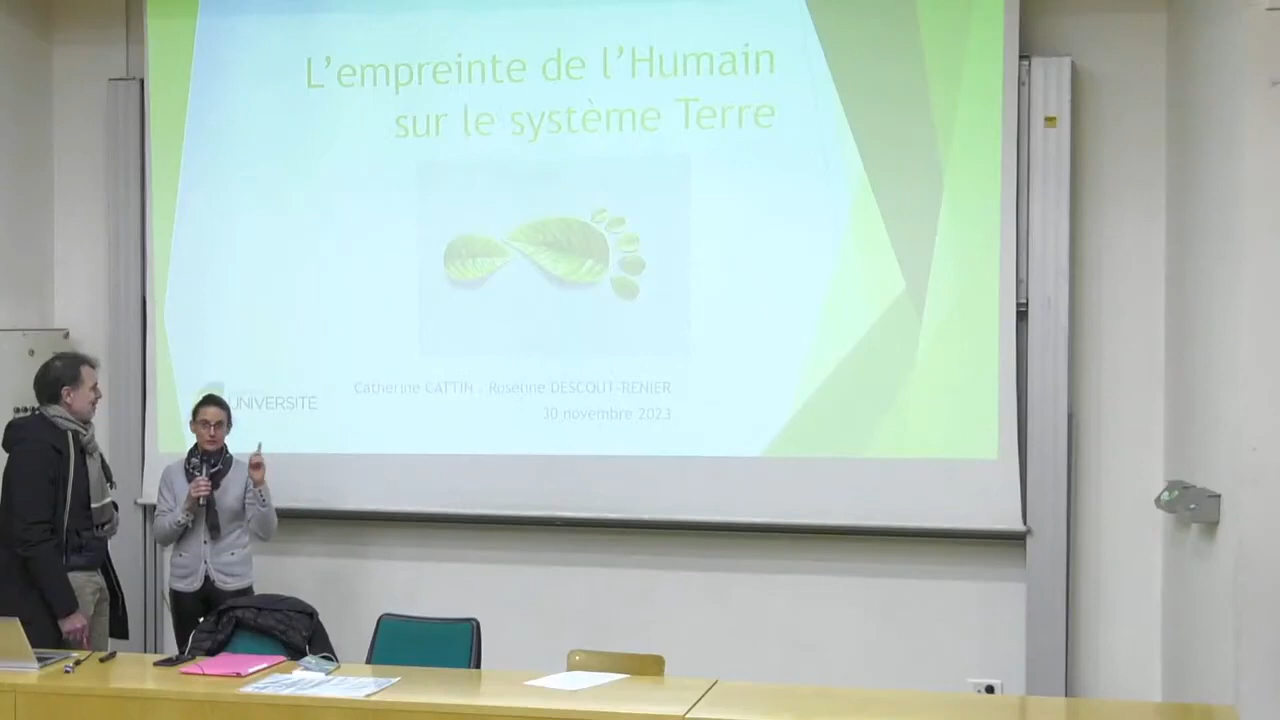 L'empreinte de l'Humain
sur le système Terre
Catherine CATTIN - Rosenne DESCOUT-RENIER
30 novembre 2023
UNIVERSITÉ